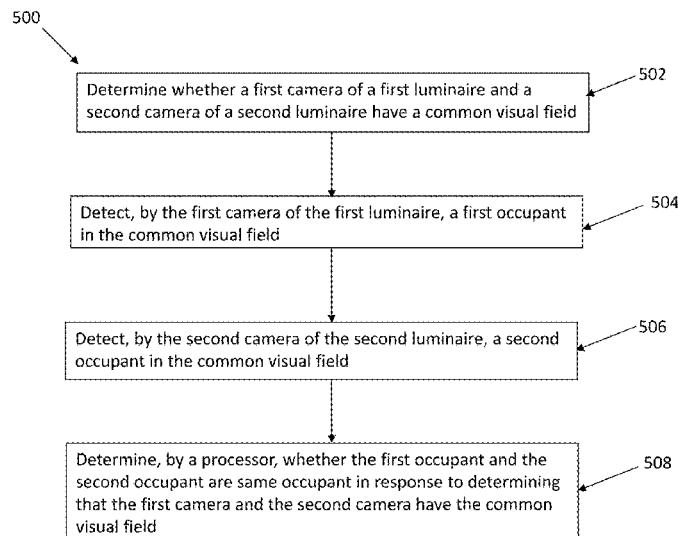 500
Determine whether a first camera of a first luminaire and a
second camera of a second luminaire have a common visual field
502
Detect, by the first camera of the first luminaire, a first occupant
in the common visual field
504
Detect, by the second camera of the second luminaire, a second
occupant in the common visual field
506
Determine, by a processor, whether the first occupant and the
second occupant are same occupant in response to determining
that the first camera and the second camera have the common
visual field
508